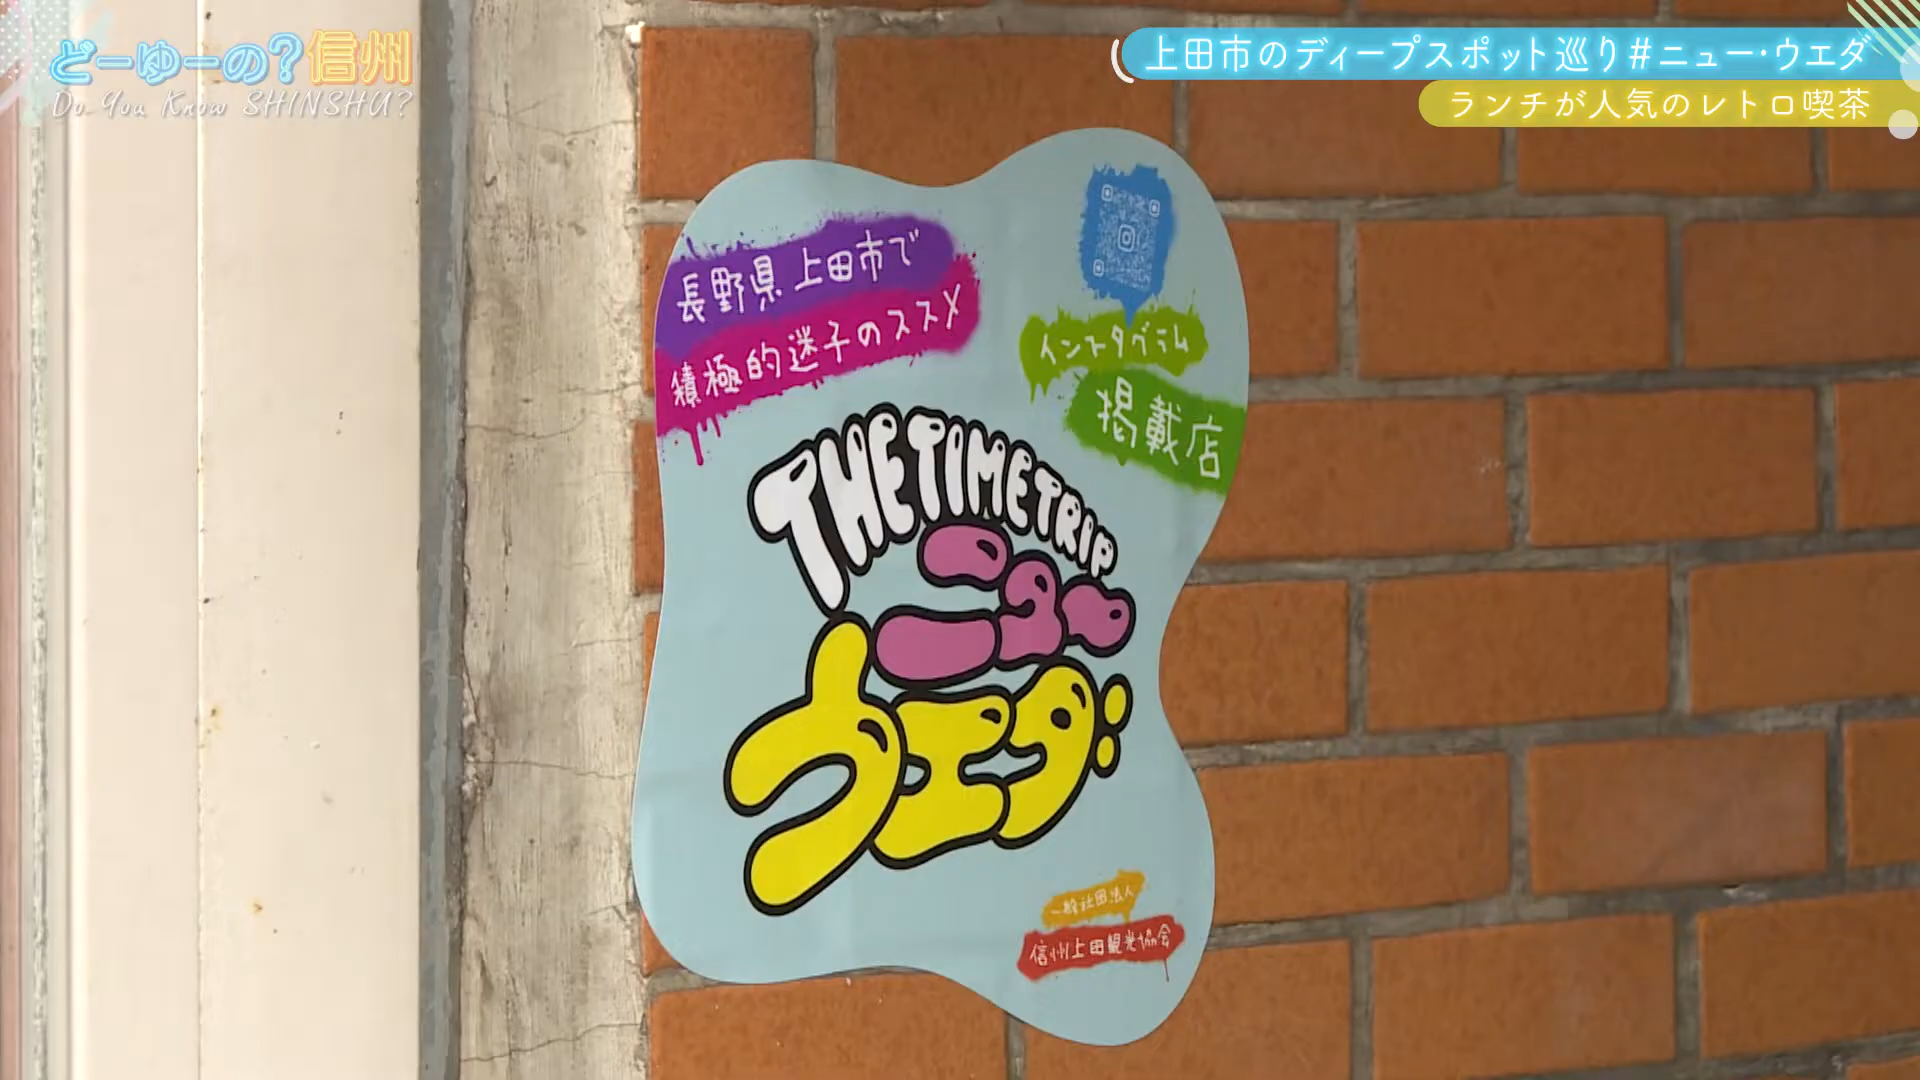 どーゆーの?信州
Do You Know SHINSHU?
上田市のディープスポット巡り#ニュー・ウエダ
ランチが人気のレトロ喫茶
長野県上田市で
積極的迷子のススメ
インスタグラム
掲載店
THE TIME TRIP
ニュー
ウエダ
一般社団法人
信州上田観光協会